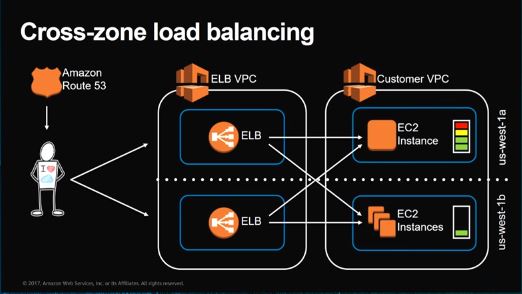 Cross-zone load balancing
Amazon
Route 53
ELB VPC
Customer VPC
ELB
EC2
Instance
us-west-1a
I
ELB
EC2
Instances
us-west-1b
© 2017, Amazon Web Services, Inc. or its Affiliates. All rights reserved.